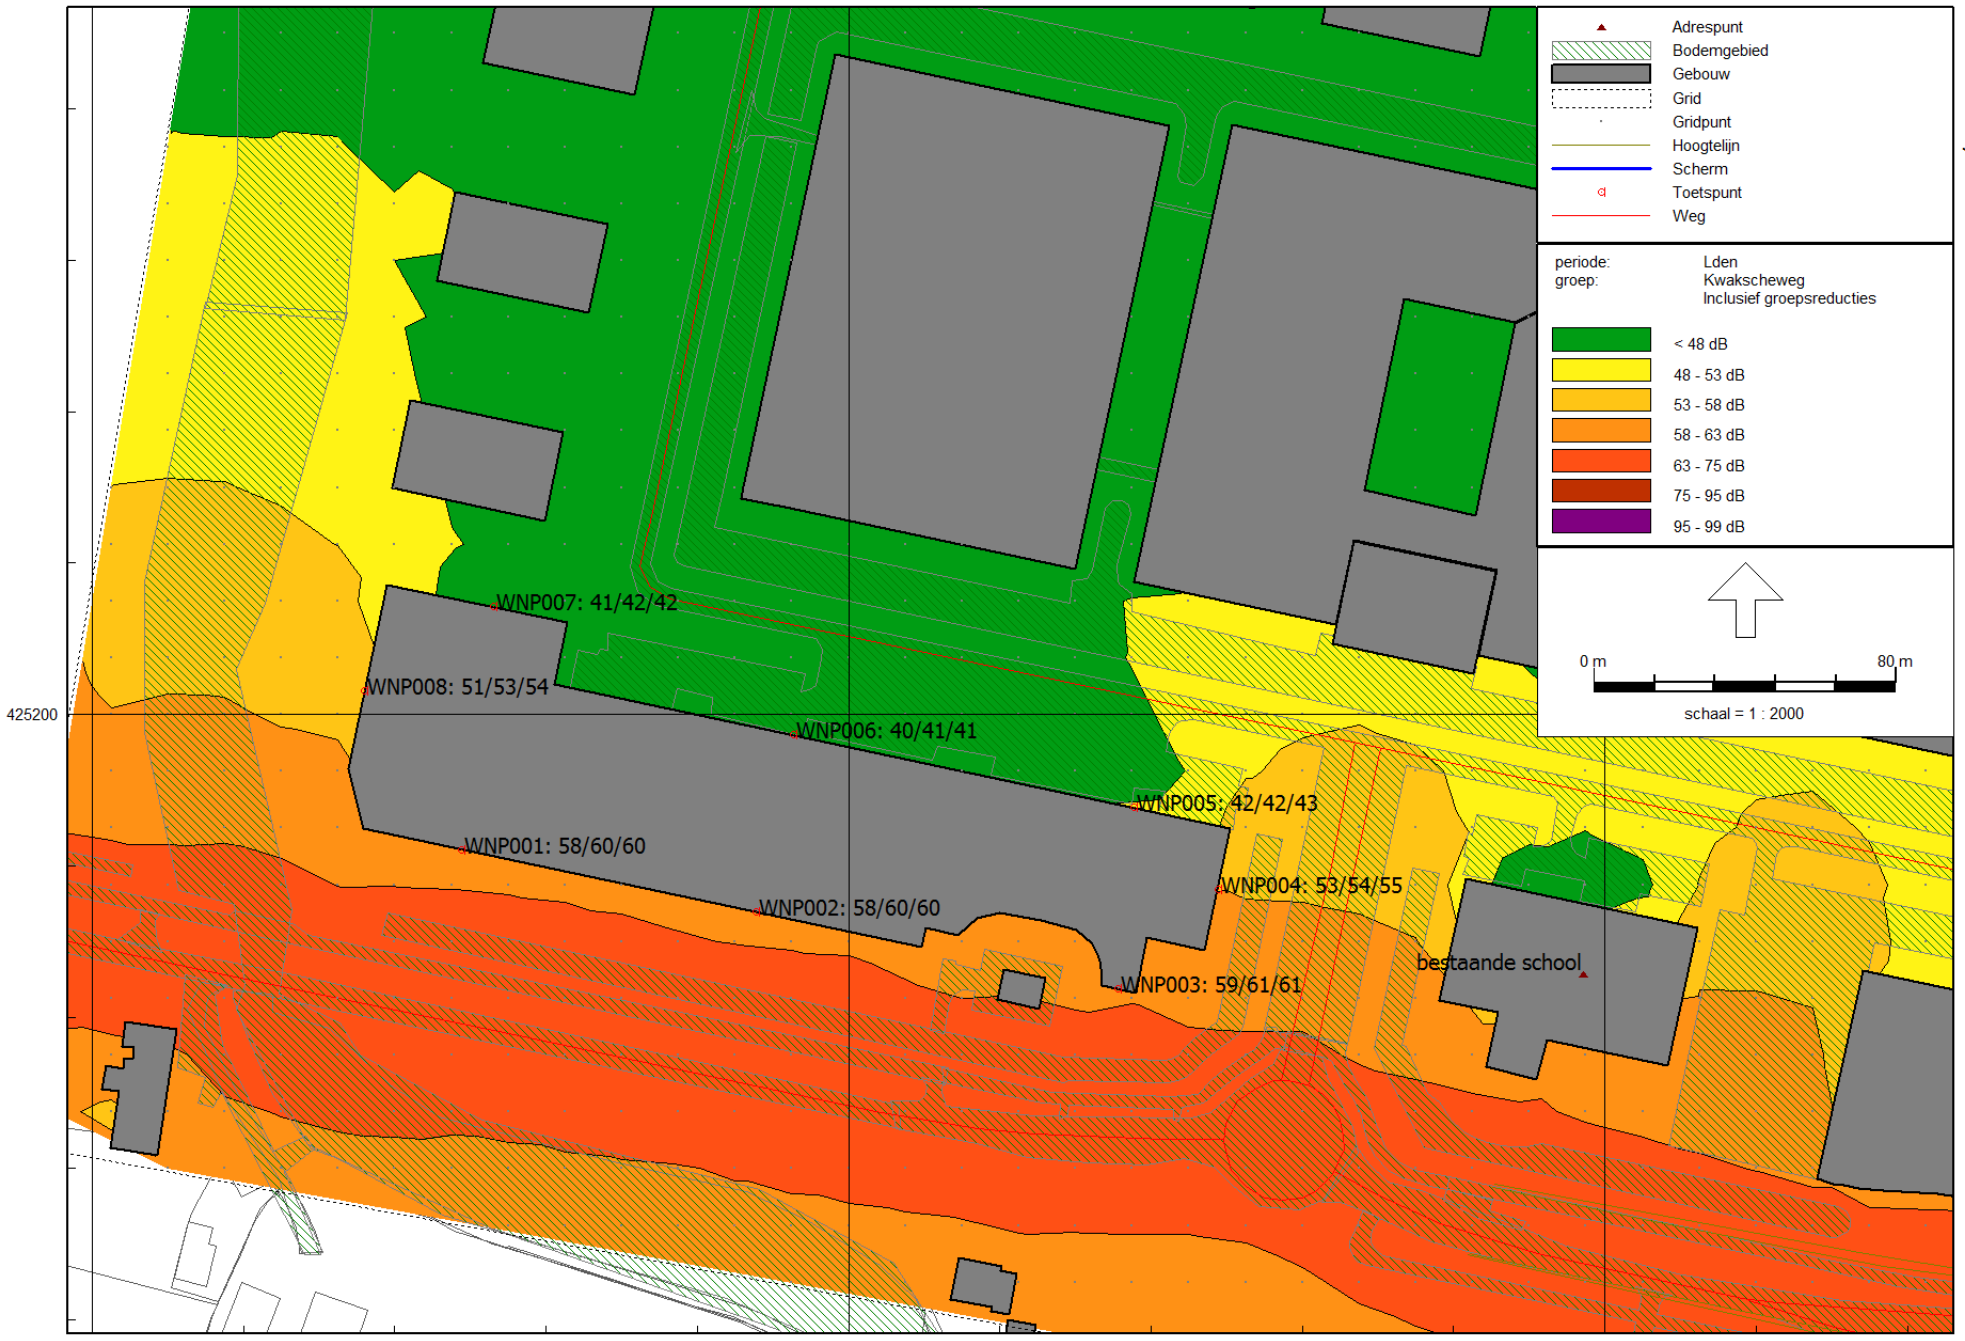 Adrespunt
Bodemgebied
Gebouw
Grid
Gridpunt
Hoogtelijn
Scherm
Toetspunt
Weg
periode: Lden
groep: Kwakscheweg
Inclusief groepsreducties
< 48 dB
48 - 53 dB
53 - 58 dB
58 - 63 dB
63 - 75 dB
75 - 95 dB
95 - 99 dB
0 m 80 m
schaal = 1 : 2000
WNP007: 41/42/42
WNP008: 51/53/54
425200
WNP006: 40/41/41
WNP005: 42/42/43
WNP001: 58/60/60
WNP004: 53/54/55
WNP002: 58/60/60
bestaande school
WNP003: 59/61/61